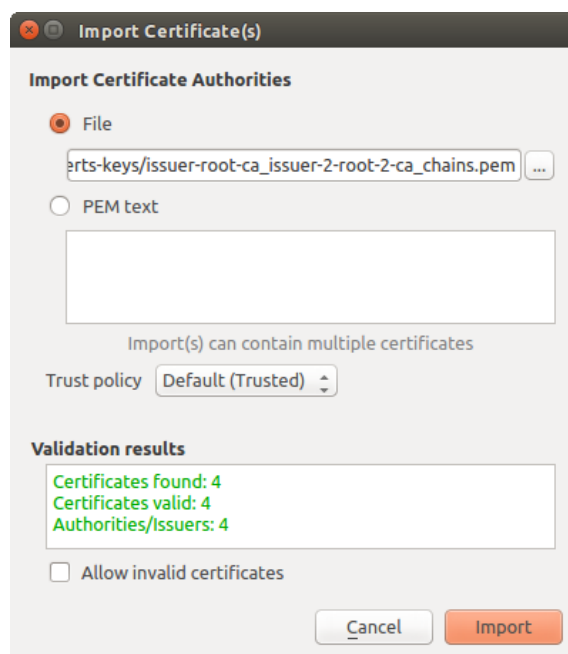 Import Certificate(s)
Import Certificate Authorities
File
erts-keys/issuer-root-ca_issuer-2-root-2-ca_chains.pem ...
PEM text
Import(s) can contain multiple certificates
Trust policy Default (Trusted)
Validation results
Certificates found: 4
Certificates valid: 4
Authorities/Issuers: 4
Allow invalid certificates
Cancel Import